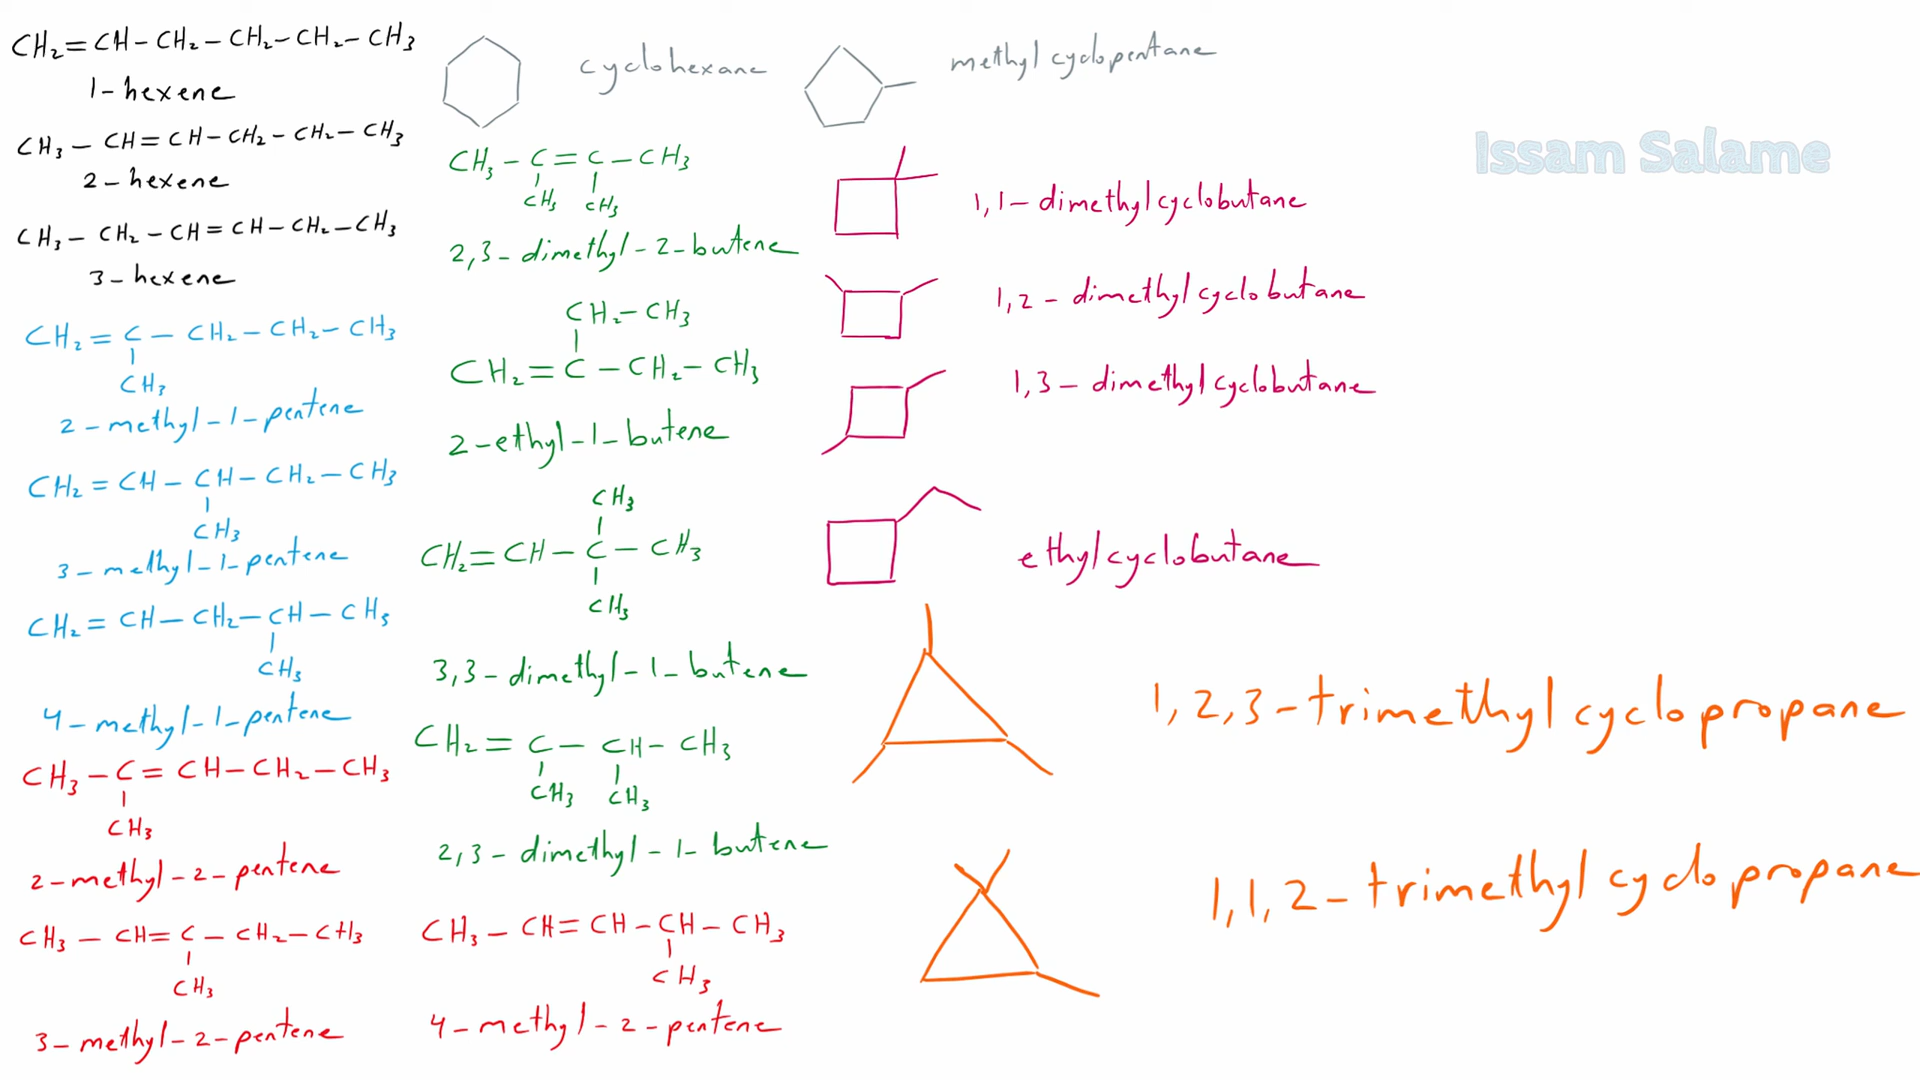 CH₂=CH-CH₂-CH₂-CH₂-CH₃
1-hexene
CH₃-CH=CH-CH₂-CH₂-CH₃
2-hexene
CH₃-CH₂-CH=CH-CH₂-CH₃
3-hexene
CH₂=C-CH₂-CH₂-CH₃
CH₃
2-methyl-1-pentene
CH₂=CH-CH-CH₂-CH₃
CH₃
3-methyl-1-pentene
CH₂=CH-CH₂-CH-CH₃
CH₃
4-methyl-1-pentene
CH₃-C=CH-CH₂-CH₃
CH₃
2-methyl-2-pentene
CH₃-CH=C-CH₂-CH₃
CH₃
3-methyl-2-pentene
cyclohexane
CH₃-C=C-CH₃
CH₃ CH₃
2,3-dimethyl-2-butene
CH₂-CH₃
CH₂=C-CH₂-CH₃
2-ethyl-1-butene
CH₃
CH₂=CH-C-CH₃
CH₃
3,3-dimethyl-1-butene
CH₂=C-CH-CH₃
CH₃ CH₃
2,3-dimethyl-1-butene
CH₃-CH=CH-CH-CH₃
CH₃
4-methyl-2-pentene
methylcyclopentane
1,1-dimethylcyclobutane
1,2-dimethylcyclobutane
1,3-dimethylcyclobutane
ethylcyclobutane
1,2,3-trimethylcyclopropane
1,1,2-trimethylcyclopropane
Issam Salame